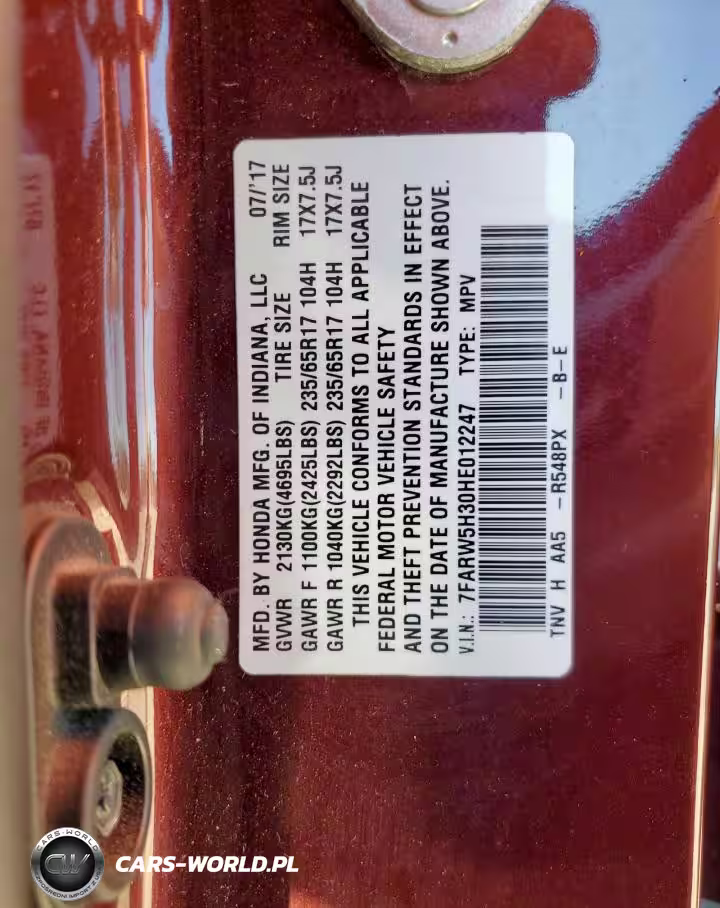 MFD. BY HONDA MFG. OF INDIANA, LLC 07/'17
GVWR 2130KG(4695LBS) TIRE SIZE RIM SIZE
GAWR F 1100KG(2425LBS) 235/65R17 104H 17X7.5J
GAWR R 1040KG(2292LBS) 235/65R17 104H 17X7.5J
THIS VEHICLE CONFORMS TO ALL APPLICABLE
FEDERAL MOTOR VEHICLE SAFETY
AND THEFT PREVENTION STANDARDS IN EFFECT
ON THE DATE OF MANUFACTURE SHOWN ABOVE.
V.I.N.: 7FARW5H30HE012247 TYPE: MPV
TNV H AA5 -R548PX -B-E
CARS-WORLD
CW
CARS-WORLD.PL